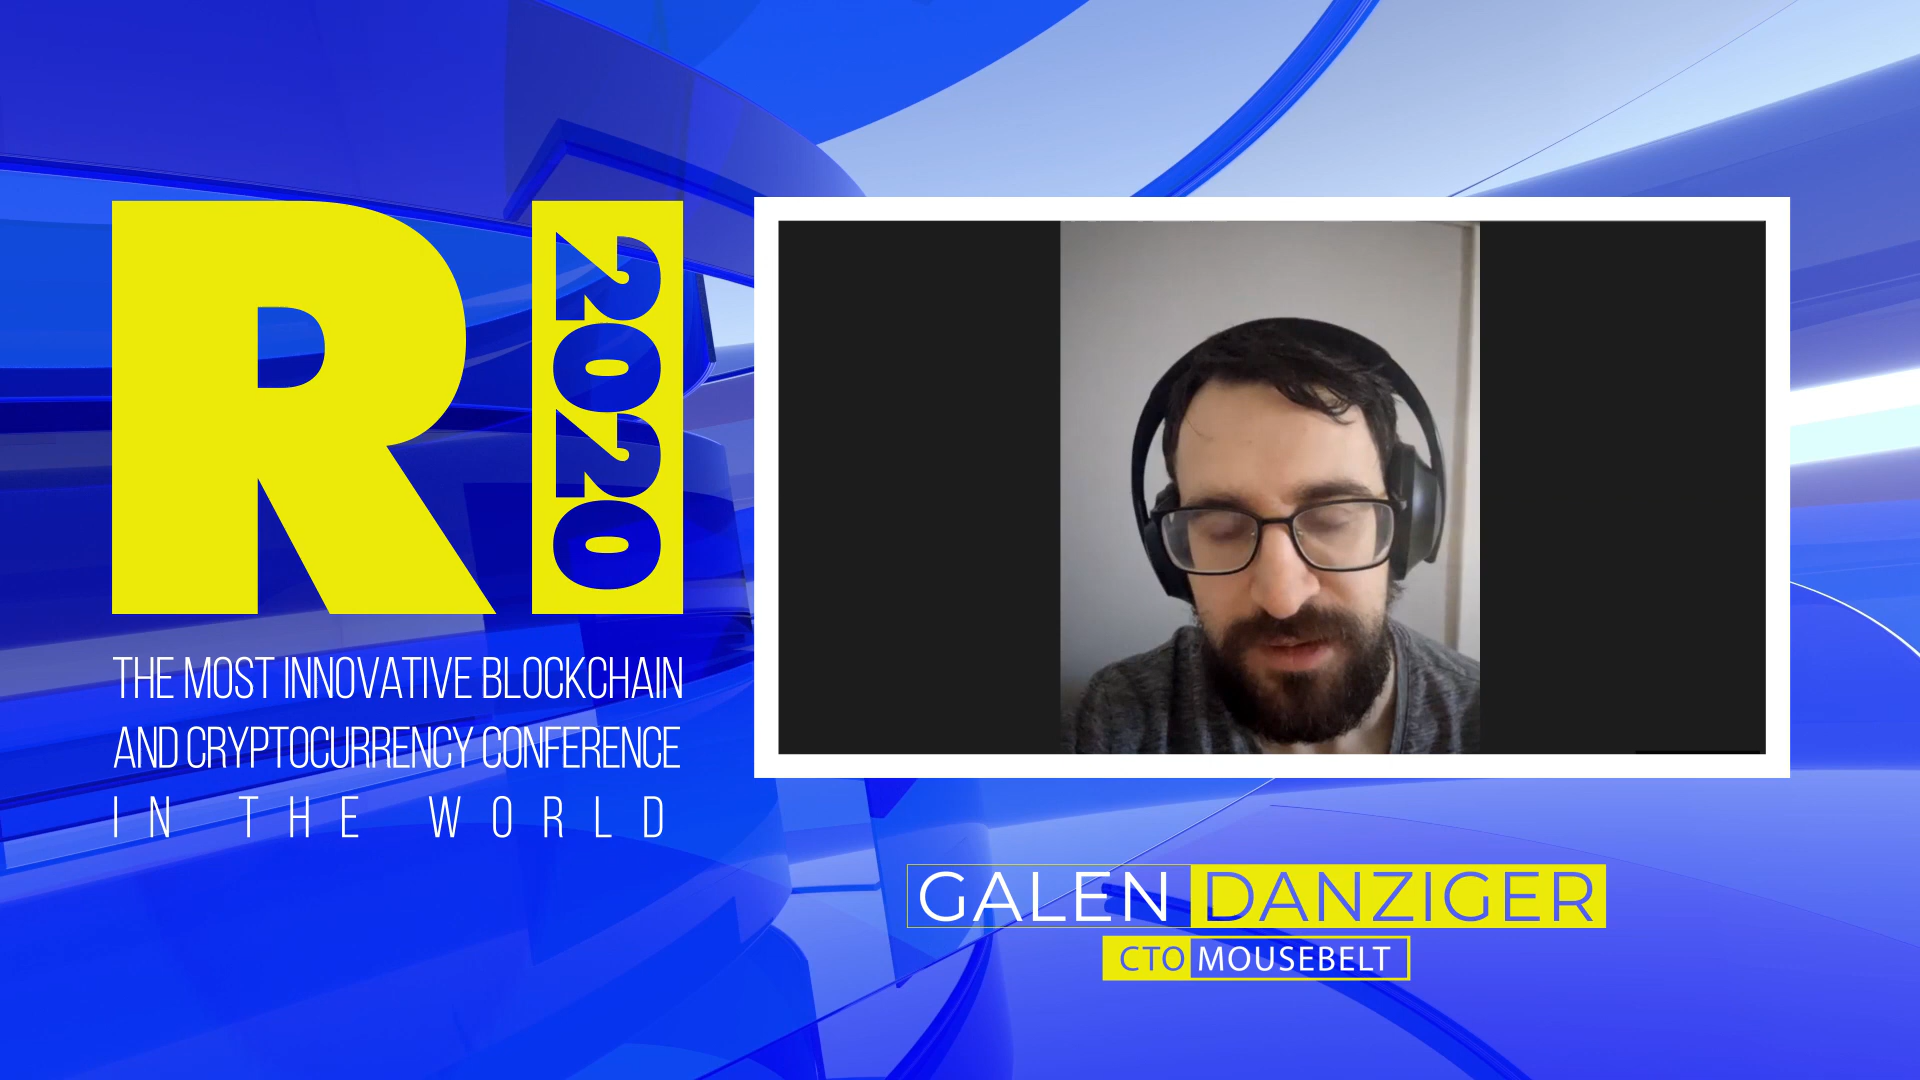 R 2020
THE MOST INNOVATIVE BLOCKCHAIN
AND CRYPTOCURRENCY CONFERENCE
IN THE WORLD
GALEN DANZIGER
CTO MOUSEBELT